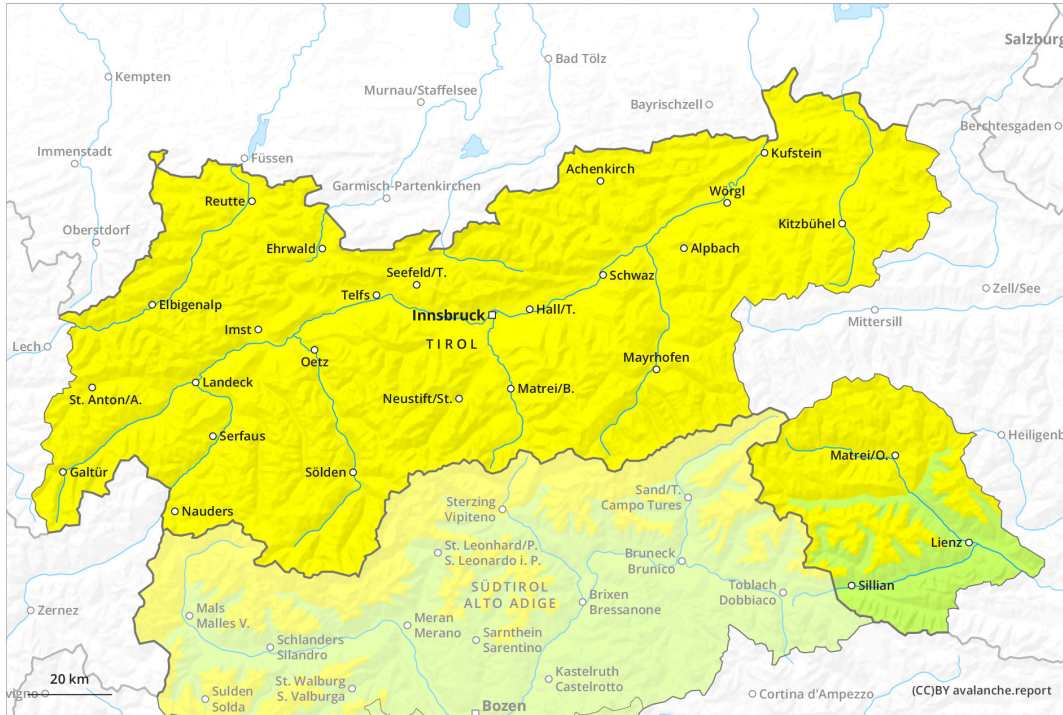 Salzburg
Kempten
Bad Tölz
Murnau/Staffelsee
Bayrischzell
Berchtesgaden
Immenstadt
Füssen
Kufstein
Achenkirch
Garmisch-Partenkirchen
Reutte
Wörgl
Oberstdorf
Kitzbühel
Ehrwald
Alpbach
Seefeld/T.
Schwaz
Telfs
Zell/See
Elbigenalp
Innsbruck
Hall/T.
Mittersill
Imst
TIROL
Lech
Oetz
Mayrhofen
Landeck
St. Anton/A.
Matrei/B.
Neustift/St.
Serfaus
Heiligenb
Matrei/O.
Galtür
Sölden
Sand/T.
Campo Tures
Sterzing
Vipiteno
Nauders
Lienz
St. Leonhard/P.
S. Leonardo i. P.
Bruneck
Brunico
Sillian
SÜDTIROL
ALTO ADIGE
Toblach
Dobbiaco
Brixen
Bressanone
Zernez
Mals
Malles V.
Meran
Merano
Sarnthein
Sarentino
Schlanders
Silandro
Kastelruth
Castelrotto
20 km
St. Walburg
S. Valburga
Sulden
Solda
vigno
Cortina d'Ampezzo
(CC)BY avalanche.report
Bozen